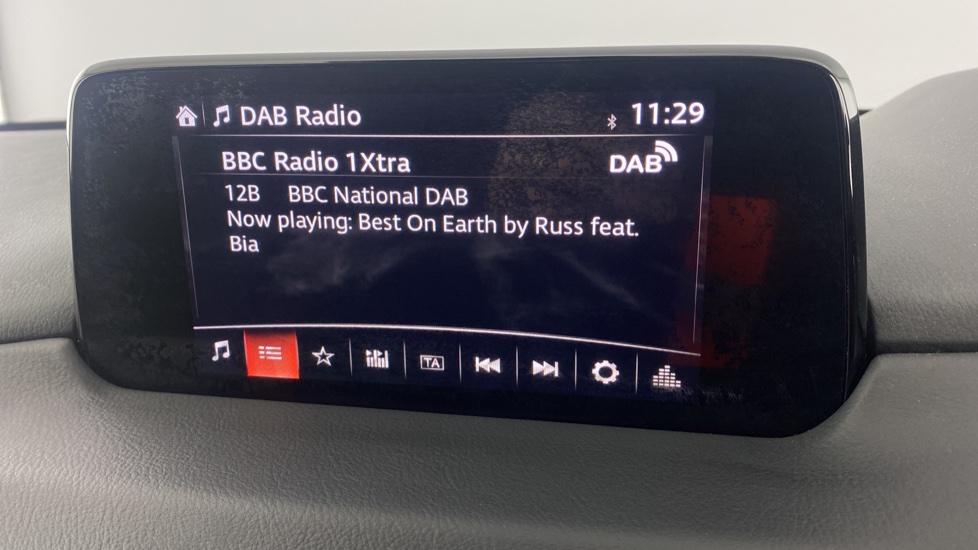 DAB Radio 11:29
BBC Radio 1Xtra DAB
12B BBC National DAB
Now playing: Best On Earth by Russ feat.
Bia
TA